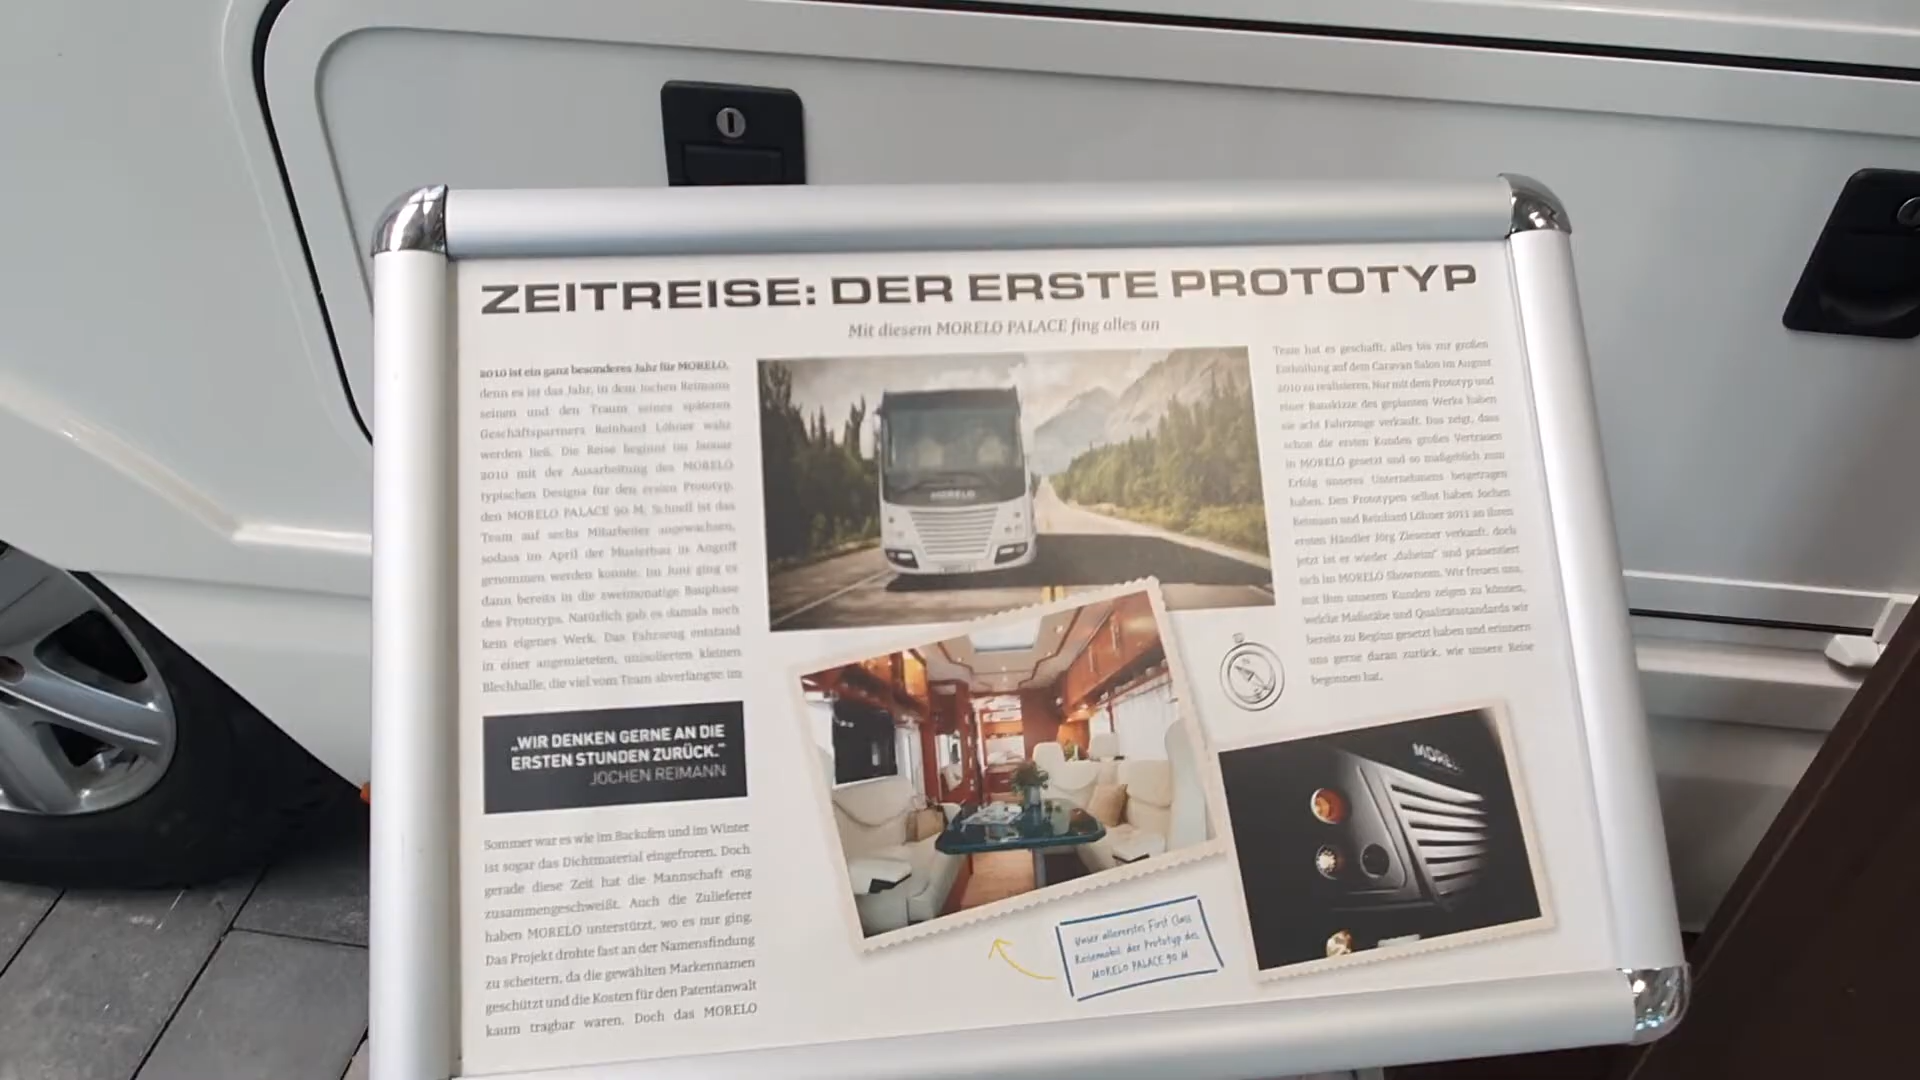 ZEITREISE: DER ERSTE PROTOTYP
Mit diesem MORELO PALACE fing alles an
2010 ist ein ganz besonderes Jahr für MORELO,
denn es ist das Jahr, in dem Jochen Reimann
seinen und den Traum seines späteren
Geschäftspartners Reinhard Löhner wahr
werden ließ. Die Reise beginnt im Januar
2010 mit der Ausarbeitung des MORELO
typischen Designs für den ersten Prototyp,
den MORELO PALACE 90 M. Schnell ist das
Team auf sechs Mitarbeiter angewachsen,
sodass im April der Musterbau in Angriff
genommen werden konnte. Im Juni ging es
dann bereits in die zweimonatige Bauphase
des Prototyps. Natürlich gab es damals noch
kein eigenes Werk. Das Fahrzeug entstand
in einer angemieteten, unisolierten kleinen
Blechhalle, die viel vom Team abverlangte: im
„WIR DENKEN GERNE AN DIE
ERSTEN STUNDEN ZURÜCK."
JOCHEN REIMANN
Sommer war es wie im Backofen und im Winter
ist sogar das Dichtmaterial eingefroren. Doch
gerade diese Zeit hat die Mannschaft eng
zusammengeschweißt. Auch die Zulieferer
haben MORELO unterstützt, wo es nur ging.
Das Projekt drohte fast an der Namensfindung
zu scheitern, da die gewählten Markennamen
geschützt und die Kosten für den Patentanwalt
kaum tragbar waren. Doch das MORELO
Team hat es geschafft, alles bis zur großen
Enthüllung auf dem Caravan Salon im August
2010 zu realisieren. Nur mit dem Prototyp und
einer Bauskizze des geplanten Werks haben
sie acht Fahrzeuge verkauft. Das zeigt, dass
schon die ersten Kunden großes Vertrauen
in MORELO gesetzt und so maßgeblich zum
Erfolg unseres Unternehmens beigetragen
haben. Den Prototypen selbst haben Jochen
Reimann und Reinhard Löhner 2011 an ihren
ersten Händler Jörg Ziesener verkauft, doch
jetzt ist er wieder „daheim" und präsentiert
sich im MORELO Showroom. Wir freuen uns,
mit ihm unseren Kunden zeigen zu können,
welche Maßstäbe und Qualitätsstandards wir
bereits zu Beginn gesetzt haben und erinnern
uns gerne daran zurück, wie unsere Reise
begonnen hat.
MORELO
MORELO
Unser allererstes First Class
Reisemobil: der Prototyp des
MORELO PALACE 90 M